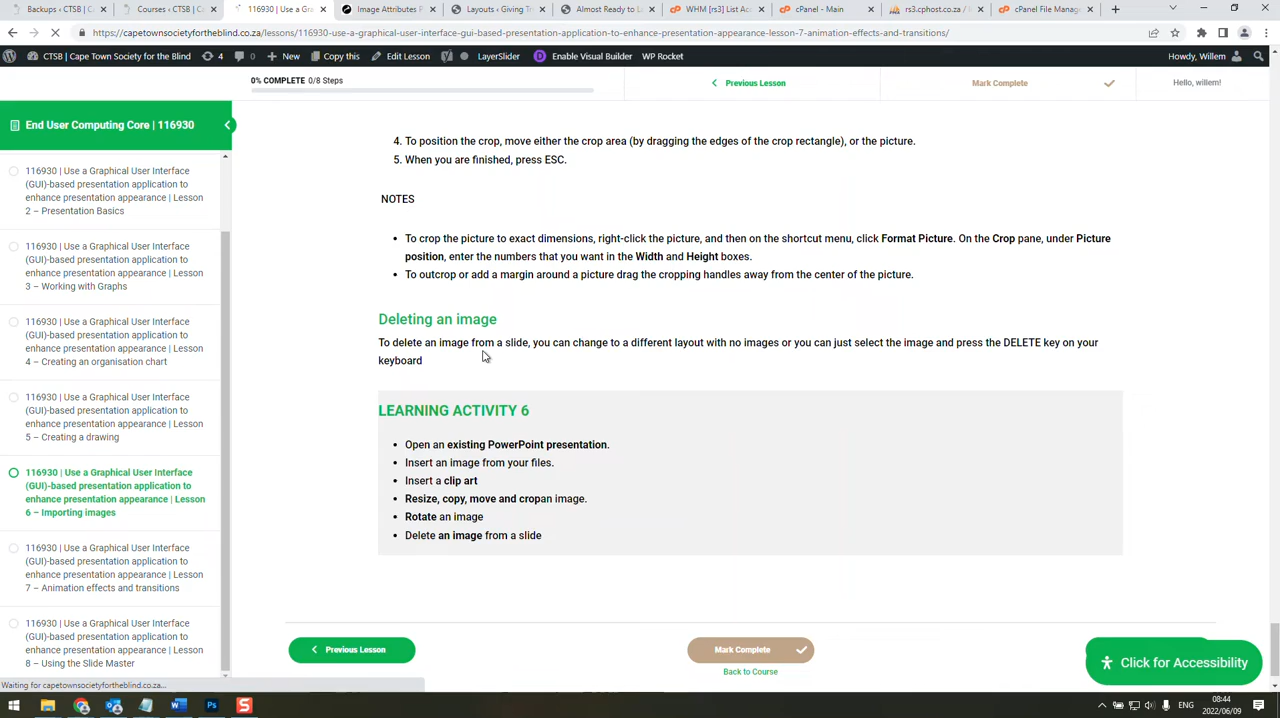 Backups < CTSB | C
Courses < CTSB | C
116930 | Use a Gra
Image Attributes P
Layouts ‹ Giving Tr
Almost Ready to L
WHM [rs3] List Ac
cPanel - Main
rs3.cphost.co.za / l
cPanel File Manag
https://capetownsocietyfortheblind.co.za/lessons/116930-use-a-graphical-user-interface-gui-based-presentation-application-to-enhance-presentation-appearance-lesson-7-animation-effects-and-transitions/
CTSB | Cape Town Society for the Blind
4
0
New
Copy this
Edit Lesson
LayerSlider
Enable Visual Builder
WP Rocket
Howdy, Willem
0% COMPLETE 0/8 Steps
Previous Lesson
Mark Complete
Hello, willem!
End User Computing Core | 116930
116930 | Use a Graphical User Interface
(GUI)-based presentation application to
enhance presentation appearance | Lesson
2 – Presentation Basics
116930 | Use a Graphical User Interface
(GUI)-based presentation application to
enhance presentation appearance | Lesson
3 – Working with Graphs
116930 | Use a Graphical User Interface
(GUI)-based presentation application to
enhance presentation appearance | Lesson
4 – Creating an organisation chart
116930 | Use a Graphical User Interface
(GUI)-based presentation application to
enhance presentation appearance | Lesson
5 – Creating a drawing
116930 | Use a Graphical User Interface
(GUI)-based presentation application to
enhance presentation appearance | Lesson
6 – Importing images
116930 | Use a Graphical User Interface
(GUI)-based presentation application to
enhance presentation appearance | Lesson
7 – Animation effects and transitions
116930 | Use a Graphical User Interface
(GUI)-based presentation application to
enhance presentation appearance | Lesson
8 – Using the Slide Master
4. To position the crop, move either the crop area (by dragging the edges of the crop rectangle), or the picture.
5. When you are finished, press ESC.
NOTES
• To crop the picture to exact dimensions, right-click the picture, and then on the shortcut menu, click Format Picture. On the Crop pane, under Picture
position, enter the numbers that you want in the Width and Height boxes.
• To outcrop or add a margin around a picture drag the cropping handles away from the center of the picture.
Deleting an image
To delete an image from a slide, you can change to a different layout with no images or you can just select the image and press the DELETE key on your
keyboard
LEARNING ACTIVITY 6
• Open an existing PowerPoint presentation.
• Insert an image from your files.
• Insert a clip art
• Resize, copy, move and cropan image.
• Rotate an image
• Delete an image from a slide
Previous Lesson
Mark Complete
Back to Course
Click for Accessibility
Waiting for capetownsocietyfortheblind.co.za...
ENG
08:44
2022/06/09